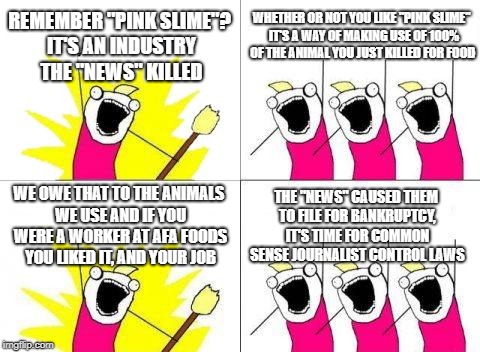 REMEMBER "PINK SLIME"?
IT'S AN INDUSTRY
THE "NEWS" KILLED
WHETHER OR NOT YOU LIKE "PINK SLIME"
IT'S A WAY OF MAKING USE OF 100%
OF THE ANIMAL YOU JUST KILLED FOR FOOD
WE OWE THAT TO THE ANIMALS
WE USE AND IF YOU
WERE A WORKER AT AFA FOODS
YOU LIKED IT, AND YOUR JOB
THE "NEWS" CAUSED THEM
TO FILE FOR BANKRUPTCY,
IT'S TIME FOR COMMON
SENSE JOURNALIST CONTROL LAWS
imgflip.com